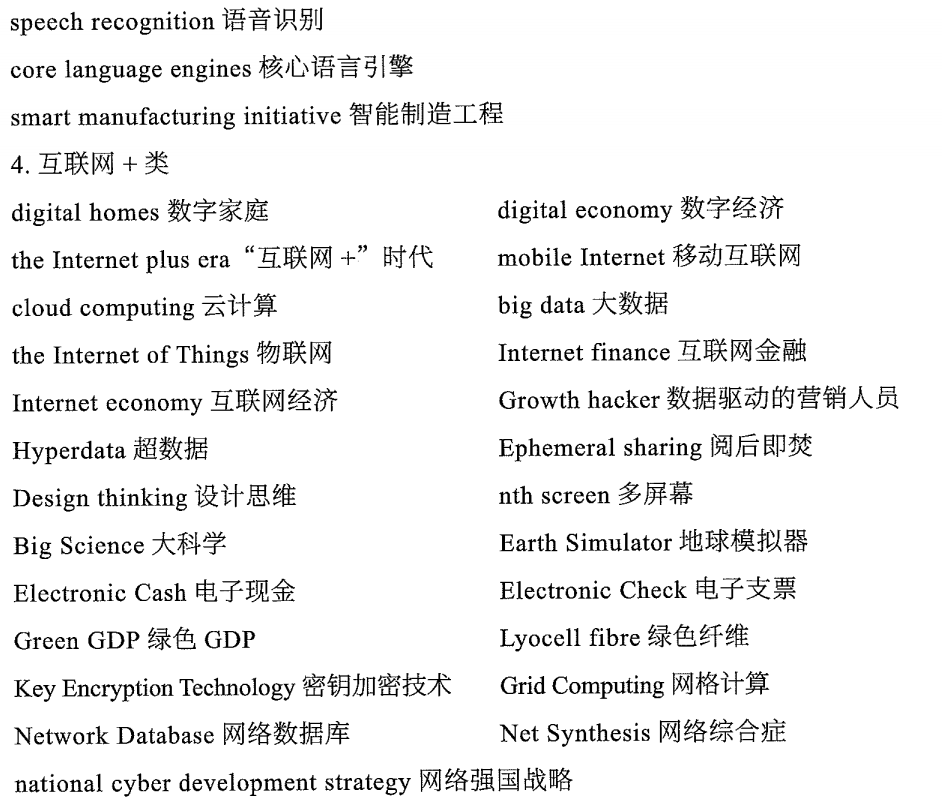 speech recognition 语音识别
core language engines 核心语言引擎
smart manufacturing initiative 智能制造工程
4. 互联网 + 类
digital homes 数字家庭 digital economy 数字经济
the Internet plus era “互联网 +” 时代 mobile Internet 移动互联网
cloud computing 云计算 big data 大数据
the Internet of Things 物联网 Internet finance 互联网金融
Internet economy 互联网经济 Growth hacker 数据驱动的营销人员
Hyperdata 超数据 Ephemeral sharing 阅后即焚
Design thinking 设计思维 nth screen 多屏幕
Big Science 大科学 Earth Simulator 地球模拟器
Electronic Cash 电子现金 Electronic Check 电子支票
Green GDP 绿色 GDP Lyocell fibre 绿色纤维
Key Encryption Technology 密钥加密技术 Grid Computing 网格计算
Network Database 网络数据库 Net Synthesis 网络综合症
national cyber development strategy 网络强国战略